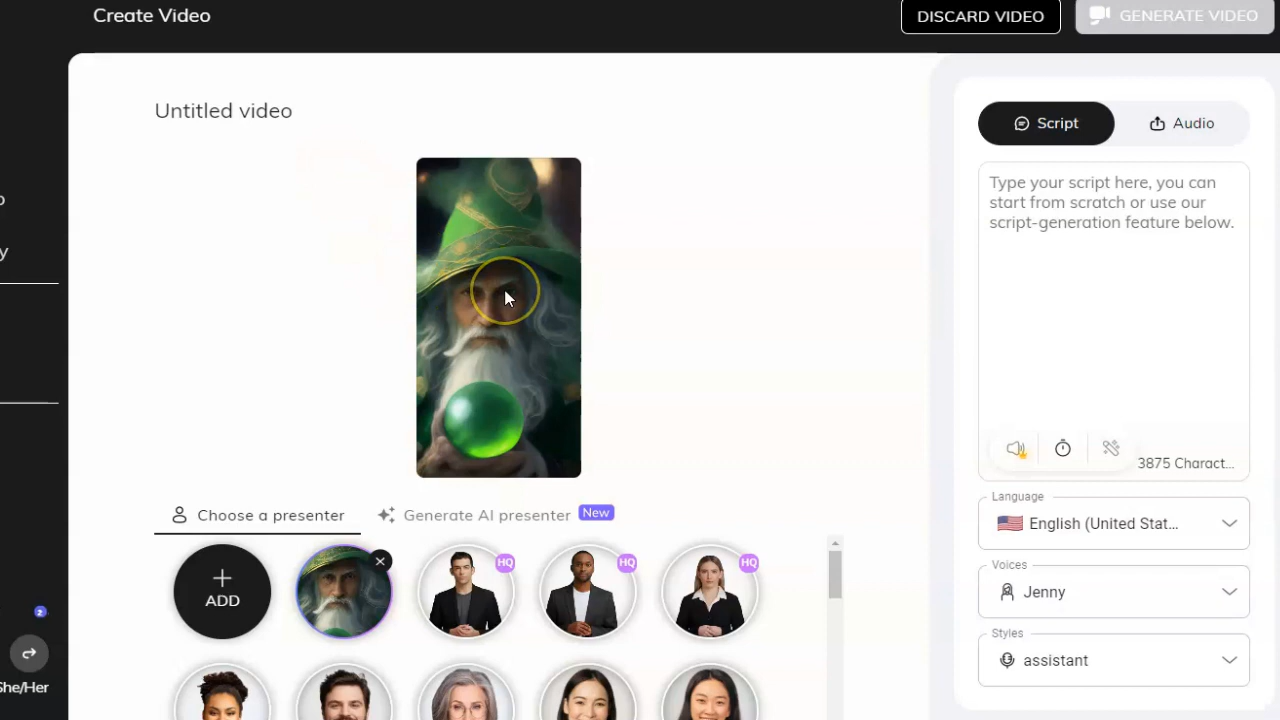 Create Video
DISCARD VIDEO
GENERATE VIDEO
Untitled video
Script
Audio
Type your script here, you can
start from scratch or use our
script-generation feature below.
3875 Charact...
Language
English (United Stat...
Voices
Jenny
Styles
assistant
Choose a presenter
Generate AI presenter
New
+
ADD
HQ
HQ
HQ
2
She/Her